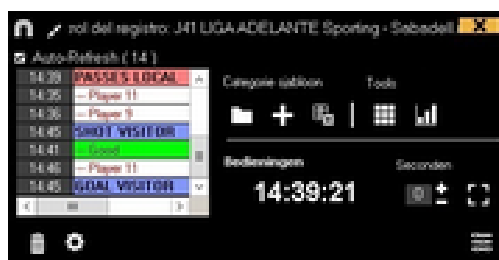 rol del registro: J41 LIGA ADELANTE Sporting - Sabadell
Auto-Refresh ( 14 )
14:39 PASSES LOCAL
14:35 -- Player 11
14:36 -- Player 9
14:45 SHOT VISITOR
14:41 -- Good
14:46 -- Player 11
14:45 GOAL VISITOR
Categorie sjabloon Tools
Bedieningen Seconden
14:39:21 0 ±